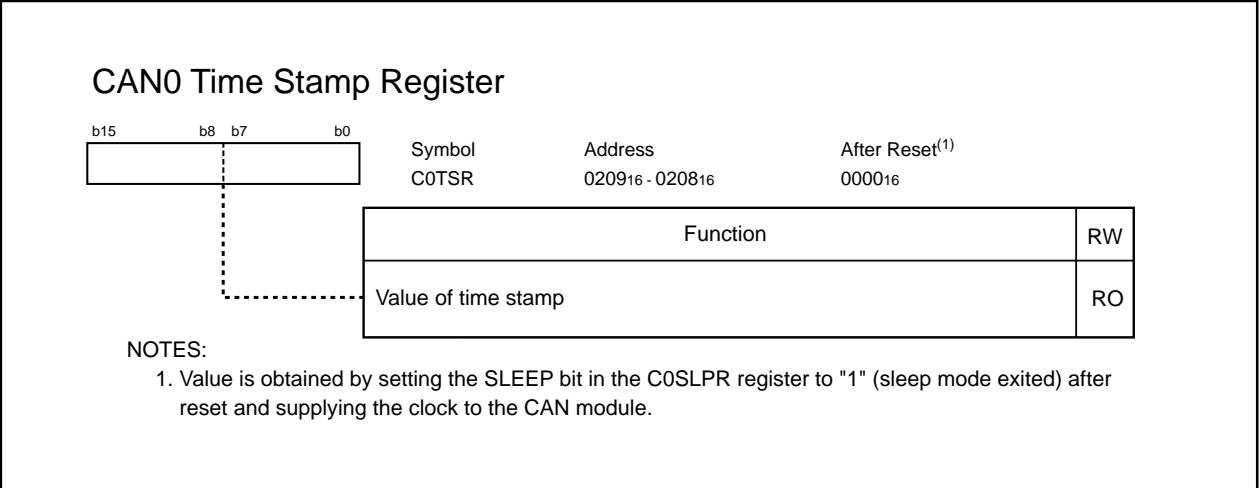 CAN0 Time Stamp Register
b15 b8 b7 b0
Symbol Address After Reset(1)
C0TSR 020916 - 020816 000016
Function RW
Value of time stamp RO
NOTES:
1. Value is obtained by setting the SLEEP bit in the C0SLPR register to "1" (sleep mode exited) after
reset and supplying the clock to the CAN module.